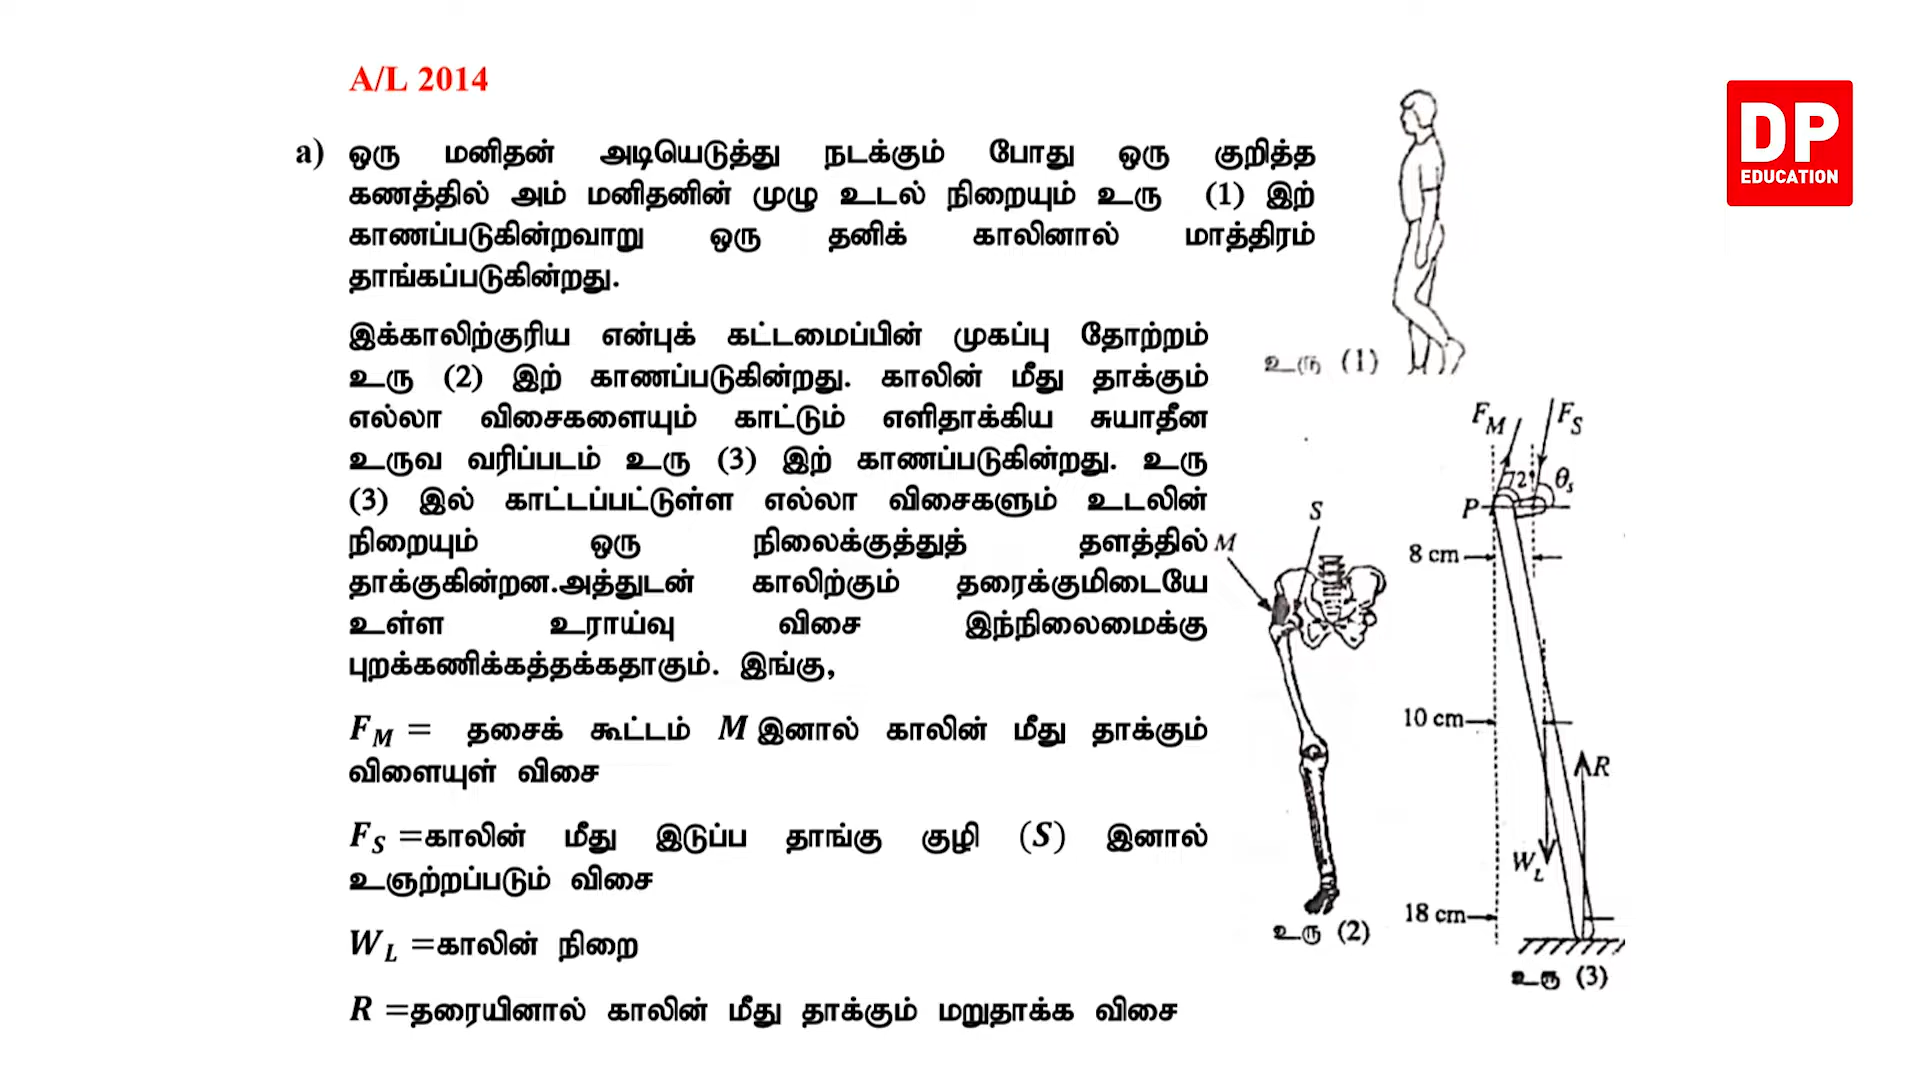 A/L 2014
DP
EDUCATION
a) ஒரு மனிதன் அடியெடுத்து நடக்கும் போது ஒரு குறித்த
கணத்தில் அம் மனிதனின் முழு உடல் நிறையும் உரு (1) இற்
காணப்படுகின்றவாறு ஒரு தனிக் காலினால் மாத்திரம்
தாங்கப்படுகின்றது.
இக்காலிற்குரிய என்புக் கட்டமைப்பின் முகப்பு தோற்றம்
உரு (2) இற் காணப்படுகின்றது. காலின் மீது தாக்கும்
எல்லா விசைகளையும் காட்டும் எளிதாக்கிய சுயாதீன
உருவ வரிப்படம் உரு (3) இற் காணப்படுகின்றது. உரு
(3) இல் காட்டப்பட்டுள்ள எல்லா விசைகளும் உடலின்
நிறையும் ஒரு நிலைக்குத்துத் தளத்தில்
தாக்குகின்றன.அத்துடன் காலிற்கும் தரைக்குமிடையே
உள்ள உராய்வு விசை இந்நிலைமைக்கு
புறக்கணிக்கத்தக்கதாகும். இங்கு,
F_M = தசைக் கூட்டம் M இனால் காலின் மீது தாக்கும்
விளையுள் விசை
F_S =காலின் மீது இடுப்பு தாங்கு குழி (S) இனால்
உஞற்றப்படும் விசை
W_L =காலின் நிறை
R =தரையினால் காலின் மீது தாக்கும் மறுதாக்க விசை
உரு (1)
M
S
உரு (2)
F_M
F_S
72°
θ_s
P
8 cm
10 cm
R
W_L
18 cm
உரு (3)